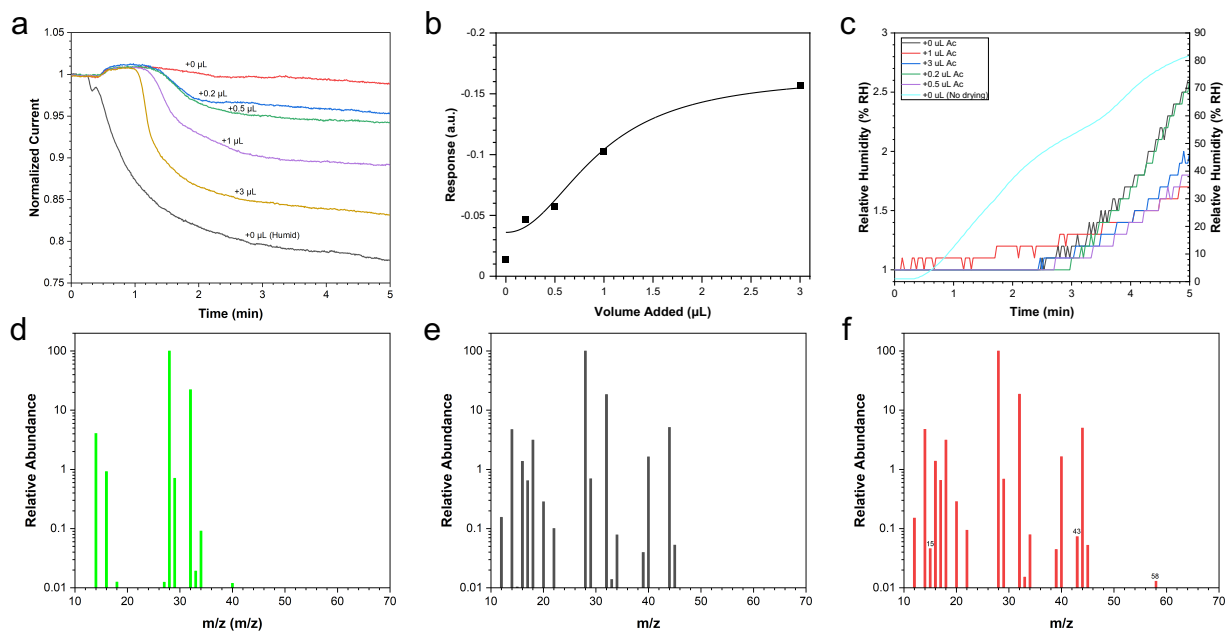 a
1.05
1
0.95
0.90
0.85
0.8
0.75
0
1
2
3
4
5
Normalized Current
Time (min)
+0 µL
+0.2 µL
+0.5 µL
+1 µL
+3 µL
+0 µL (Humid)
b
-0.2
-0.15
-0.1
-0.05
0
0
0.5
1.0
2.0
3
Response (a.u.)
Volume Added (µL)
c
3
2.5
2
1.5
1
0
1
2
3
4
5
90
80
70
60
50
40
30
20
10
0
Relative Humidity (% RH)
Relative Humidity (% RH)
Time (min)
+0 uL Ac
+1 uL Ac
+3 uL Ac
+0.2 uL Ac
+0.5 uL Ac
+0 uL (No drying)
d
100
10
1
0.1
0.01
10
20
30
40
50
60
70
Relative Abundance
m/z (m/z)
e
100
10
1
0.1
0.01
10
20
30
40
50
60
70
Relative Abundance
m/z
f
100
10
1
0.1
0.01
10
20
30
40
50
60
70
Relative Abundance
m/z
15
43
58